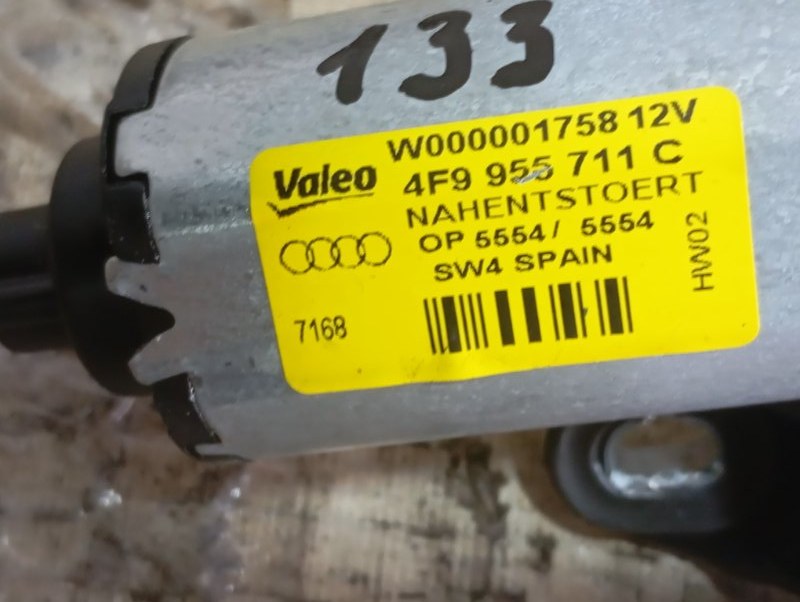 133
W000001758 12V
Valeo
4F9 955 711 C
NAHENTSTOERT
OP 5554/ 5554
SW4 SPAIN
HW02
7168